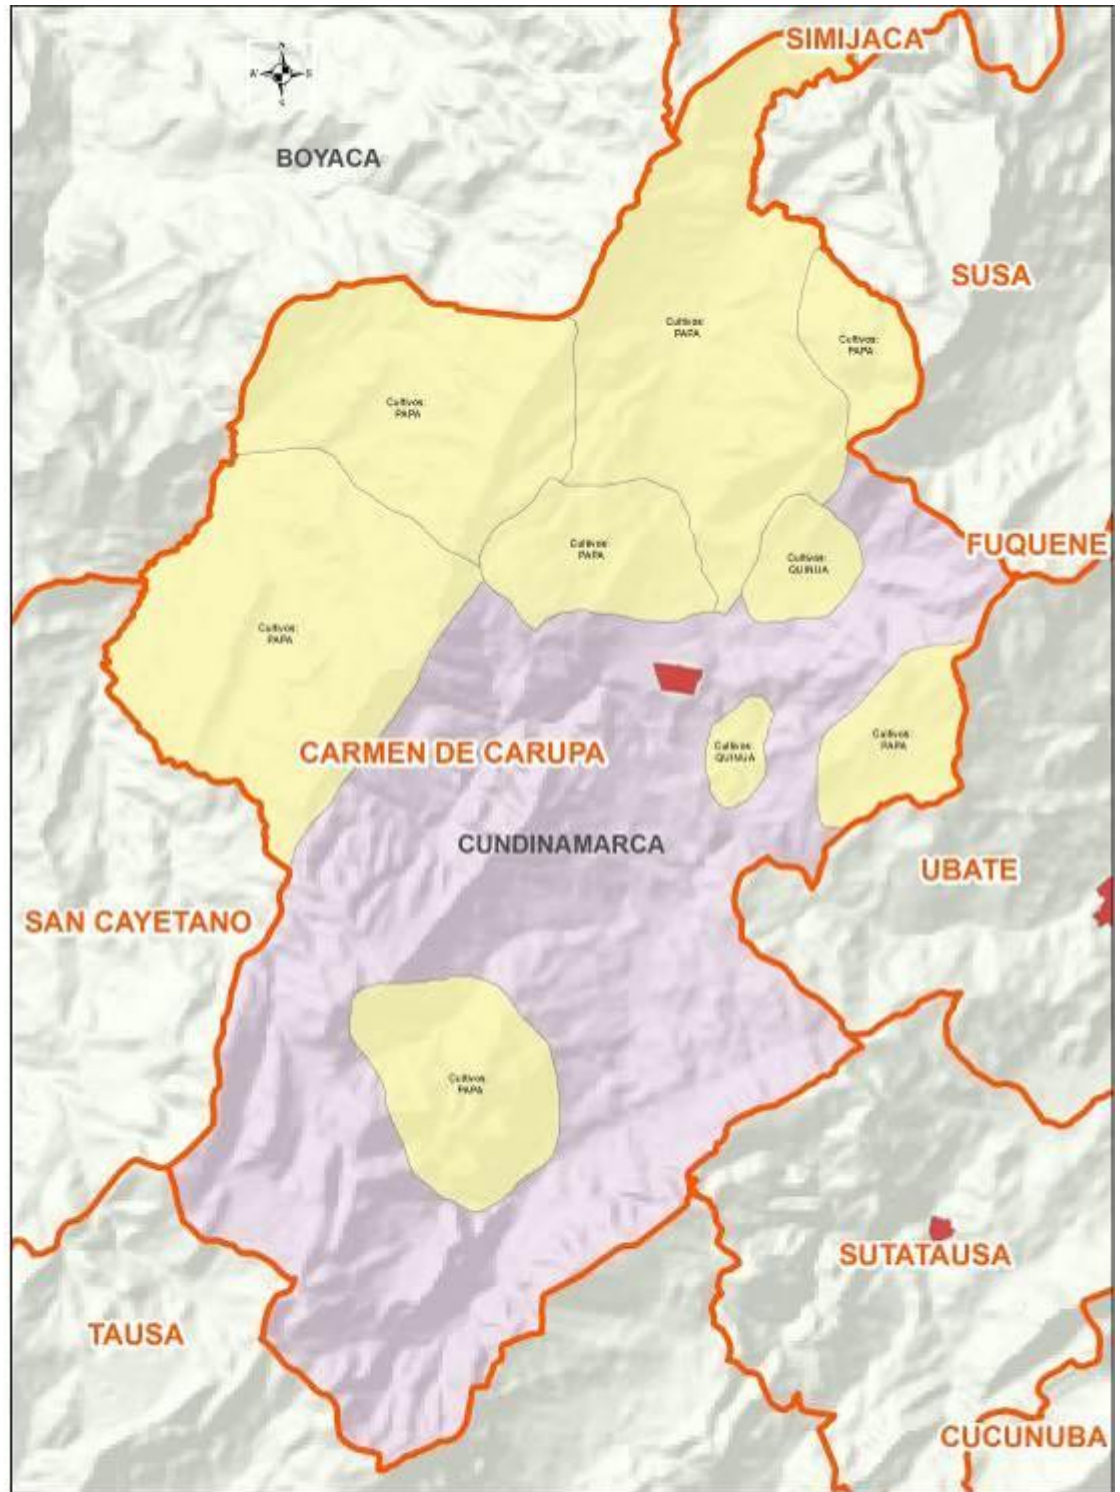 SIMIJACA
N
W E
S
BOYACA
SUSA
Cultivos:
PAPA
Cultivos:
PAPA
Cultivos:
PAPA
Cultivos:
PAPA
Cultivos:
QUINUA
FUQUENE
Cultivos:
PAPA
Cultivos:
PAPA
Cultivos:
QUINUA
CARMEN DE CARUPA
CUNDINAMARCA
UBATE
SAN CAYETANO
Cultivos:
PAPA
SUTATAUSA
TAUSA
CUCUNUBA